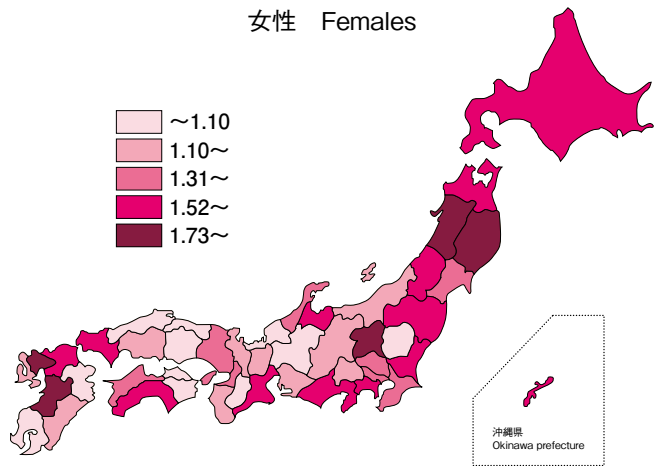 女性 Females
～1.10
1.10～
1.31～
1.52～
1.73～
沖縄県
Okinawa prefecture